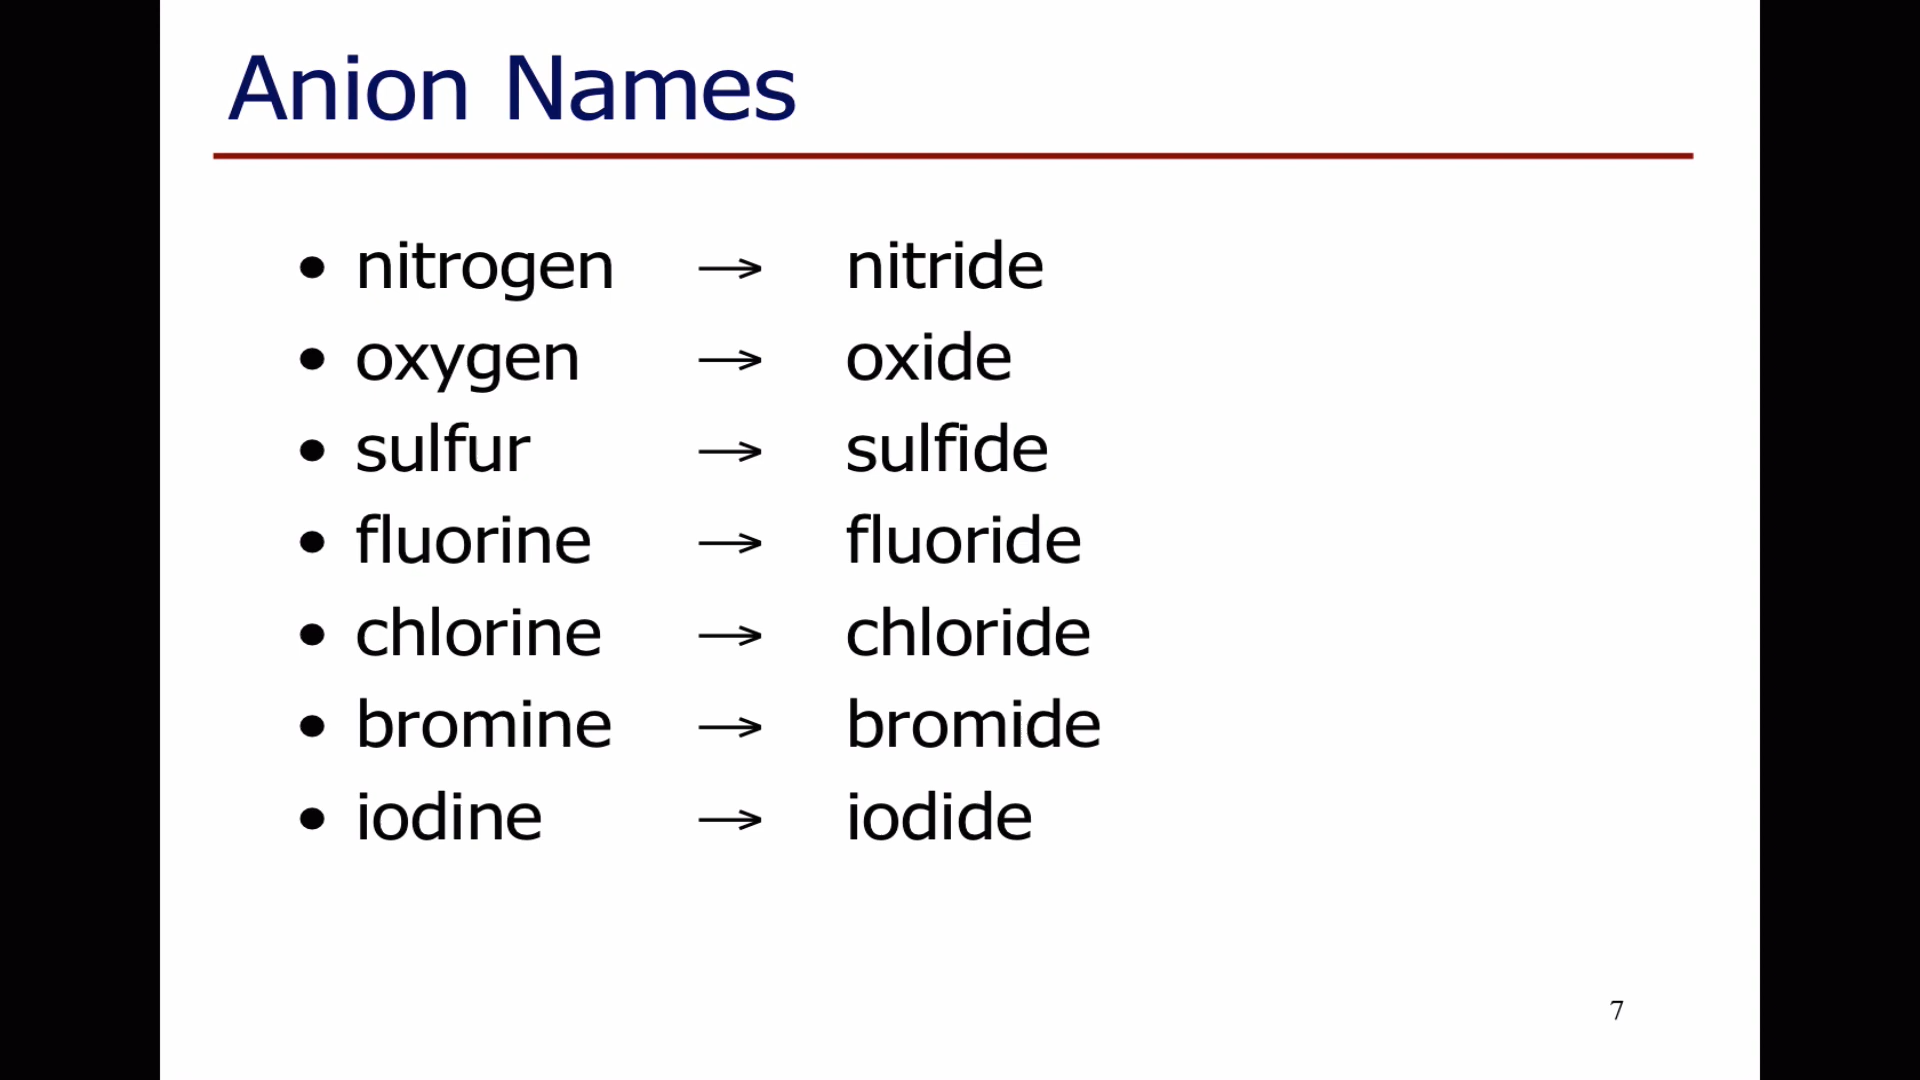 Anion Names
• nitrogen → nitride
• oxygen → oxide
• sulfur → sulfide
• fluorine → fluoride
• chlorine → chloride
• bromine → bromide
• iodine → iodide
7